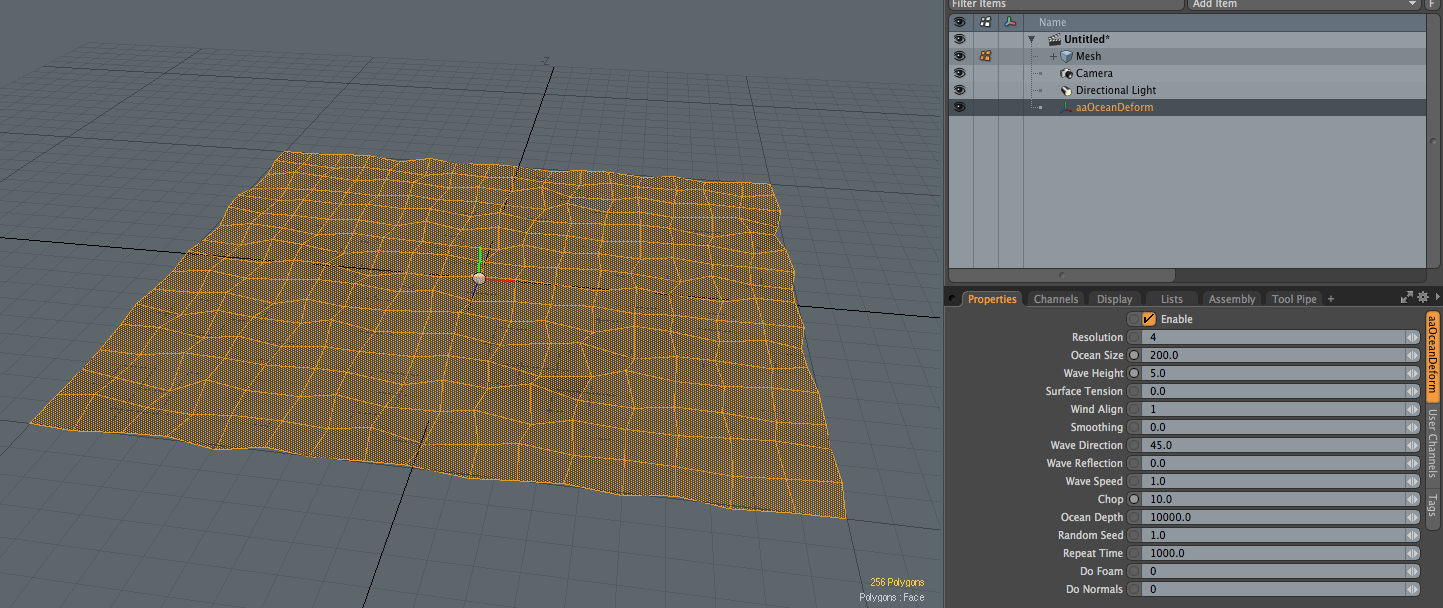 Filter Items Add Item F
Name
Untitled*
Mesh
Camera
Directional Light
aaOceanDeform
-Z
Properties Channels Display Lists Assembly Tool Pipe +
Enable
Resolution 4
Ocean Size 200.0
Wave Height 5.0
Surface Tension 0.0
Wind Align 1
Smoothing 0.0
Wave Direction 45.0
Wave Reflection 0.0
Wave Speed 1.0
Chop 10.0
Ocean Depth 10000.0
Random Seed 1.0
Repeat Time 1000.0
Do Foam 0
Do Normals 0
aaOceanDeform
User Channels
Tags
256 Polygons
Polygons : Face